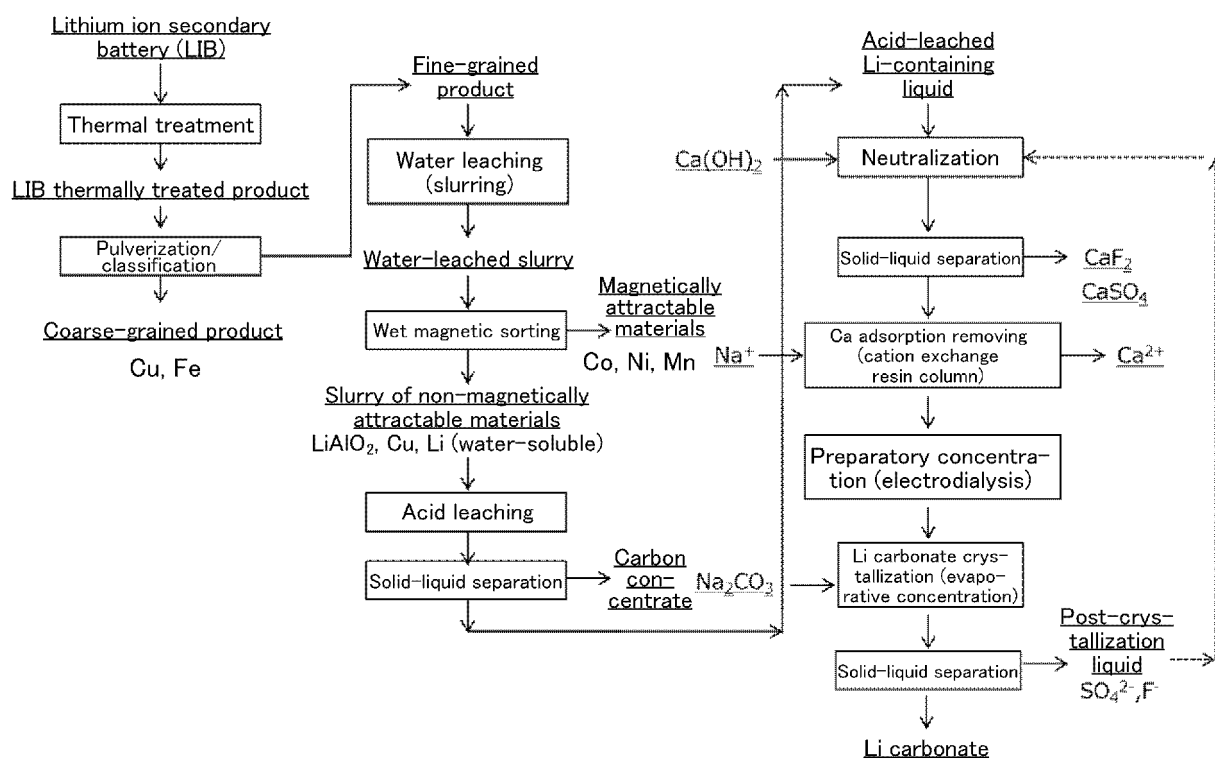 Lithium ion secondary
battery (LIB)
Thermal treatment
LIB thermally treated product
Pulverization/
classification
Coarse-grained product
Cu, Fe
Fine-grained
product
Water leaching
(slurring)
Water-leached slurry
Wet magnetic sorting
Magnetically
attractable
materials
Co, Ni, Mn
Slurry of non-magnetically
attractable materials
LiAlO₂, Cu, Li (water-soluble)
Acid leaching
Solid-liquid separation
Carbon
con-
centrate
Acid-leached
Li-containing
liquid
Ca(OH)₂
Neutralization
Solid-liquid separation
CaF₂
CaSO₄
Na⁺
Ca adsorption removing
(cation exchange
resin column)
Ca²⁺
Preparatory concentra-
tion (electrodialysis)
Na₂CO₃
Li carbonate crys-
tallization (evapo-
rative concentration)
Solid-liquid separation
Post-crys-
tallization
liquid
SO₄²⁻,F⁻
Li carbonate